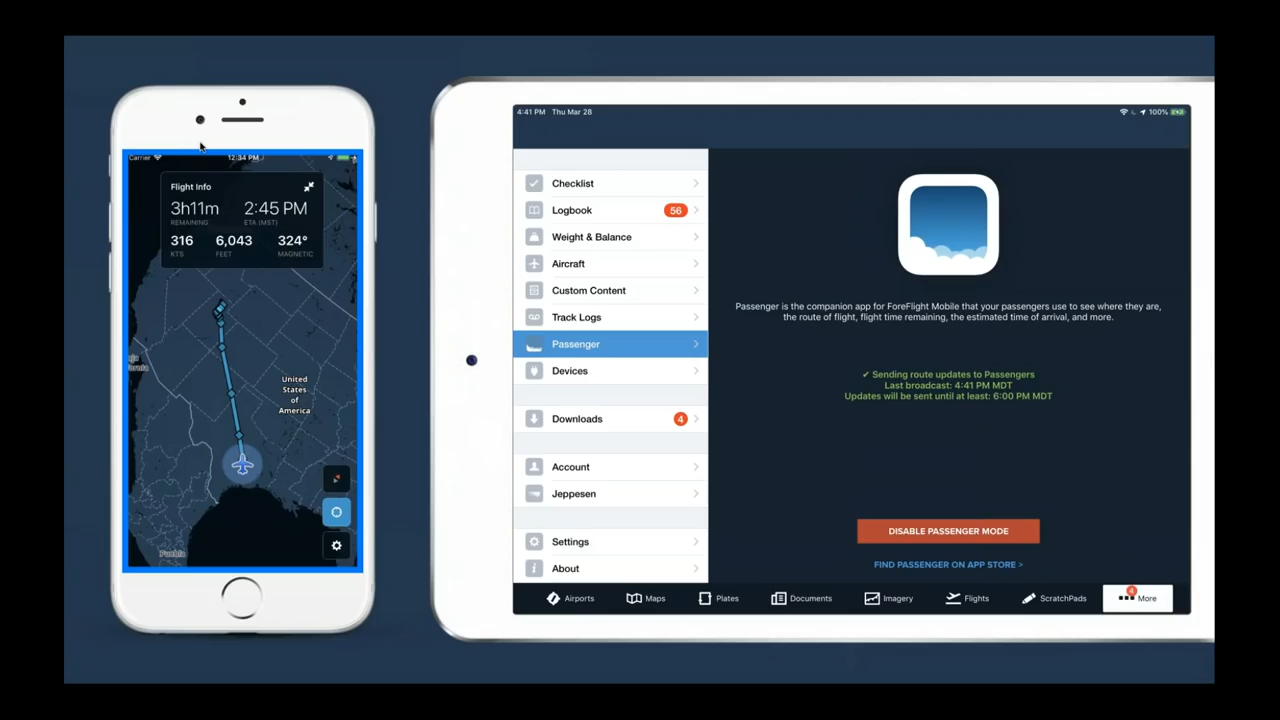 Carrier 12:34 PM
Flight Info
3h11m 2:45 PM
REMAINING ETA (MST)
316 6,043 324°
KTS FEET MAGNETIC
United
States
of
America
Puebla
4:41 PM Thu Mar 28 100%
Checklist
Logbook 56
Weight & Balance
Aircraft
Custom Content
Track Logs
Passenger
Devices
Downloads 4
Account
Jeppesen
Settings
About
Passenger is the companion app for ForeFlight Mobile that your passengers use to see where they are,
the route of flight, flight time remaining, the estimated time of arrival, and more.
✓ Sending route updates to Passengers
Last broadcast: 4:41 PM MDT
Updates will be sent until at least: 6:00 PM MDT
DISABLE PASSENGER MODE
FIND PASSENGER ON APP STORE >
Airports Maps Plates Documents Imagery Flights ScratchPads 4 More